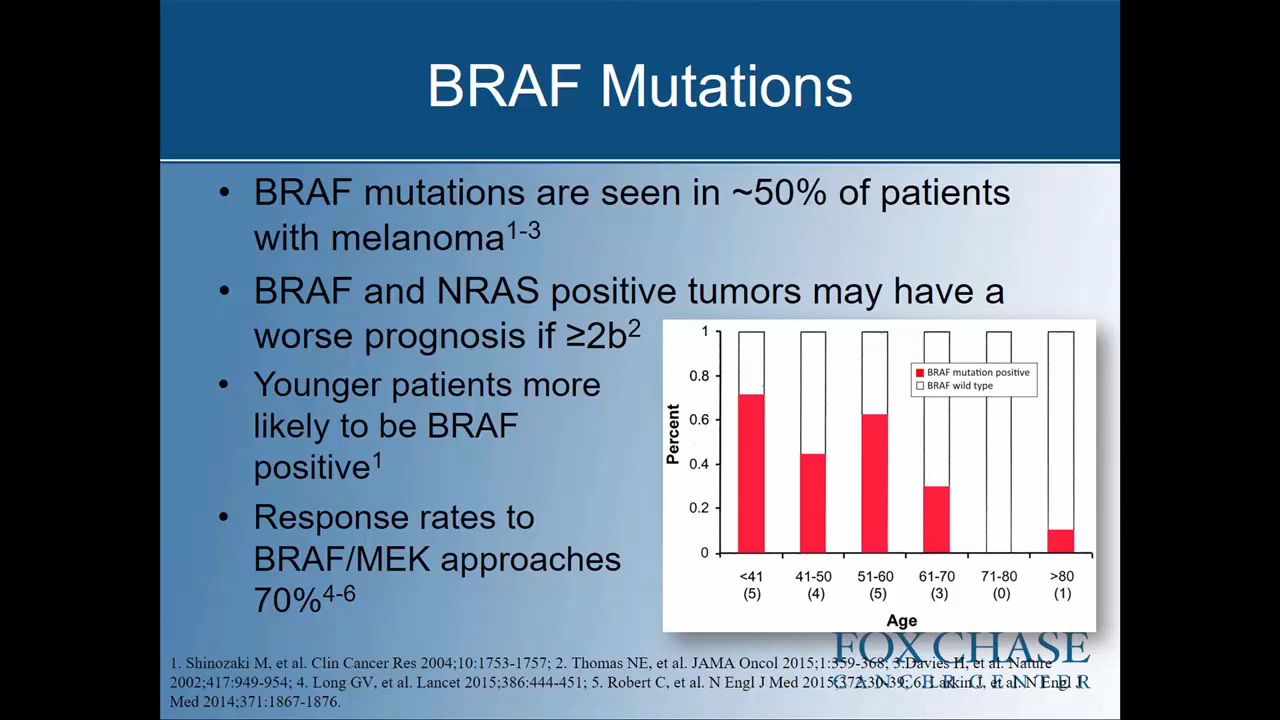 BRAF Mutations
• BRAF mutations are seen in ~50% of patients
with melanoma1-3
• BRAF and NRAS positive tumors may have a
worse prognosis if ≥2b2
• Younger patients more
likely to be BRAF
positive1
• Response rates to
BRAF/MEK approaches
70%4-6
1
0.8
0.6
0.4
0.2
0
Percent
BRAF mutation positive
BRAF wild type
<41 41-50 51-60 61-70 71-80 >80
(5) (4) (5) (3) (0) (1)
Age
FOX CHASE
CANCER CENTER
1. Shinozaki M, et al. Clin Cancer Res 2004;10:1753-1757; 2. Thomas NE, et al. JAMA Oncol 2015;1:359-368; 3.Davies H, et al. Nature
2002;417:949-954; 4. Long GV, et al. Lancet 2015;386:444-451; 5. Robert C, et al. N Engl J Med 2015;372:30-39; 6. Larkin J, et al. N Engl J
Med 2014;371:1867-1876.